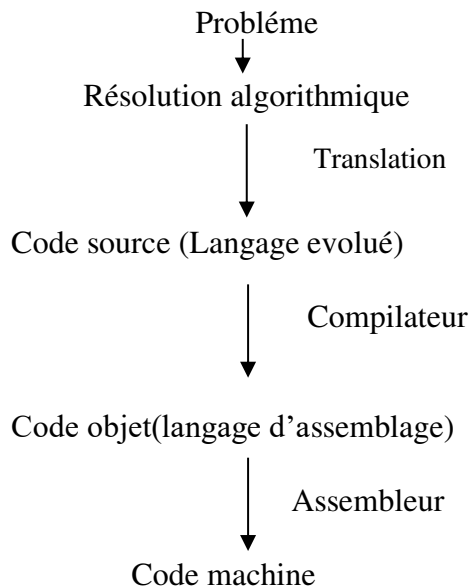 Probléme
Résolution algorithmique
Translation
Code source (Langage evolué)
Compilateur
Code objet(langage d’assemblage)
Assembleur
Code machine